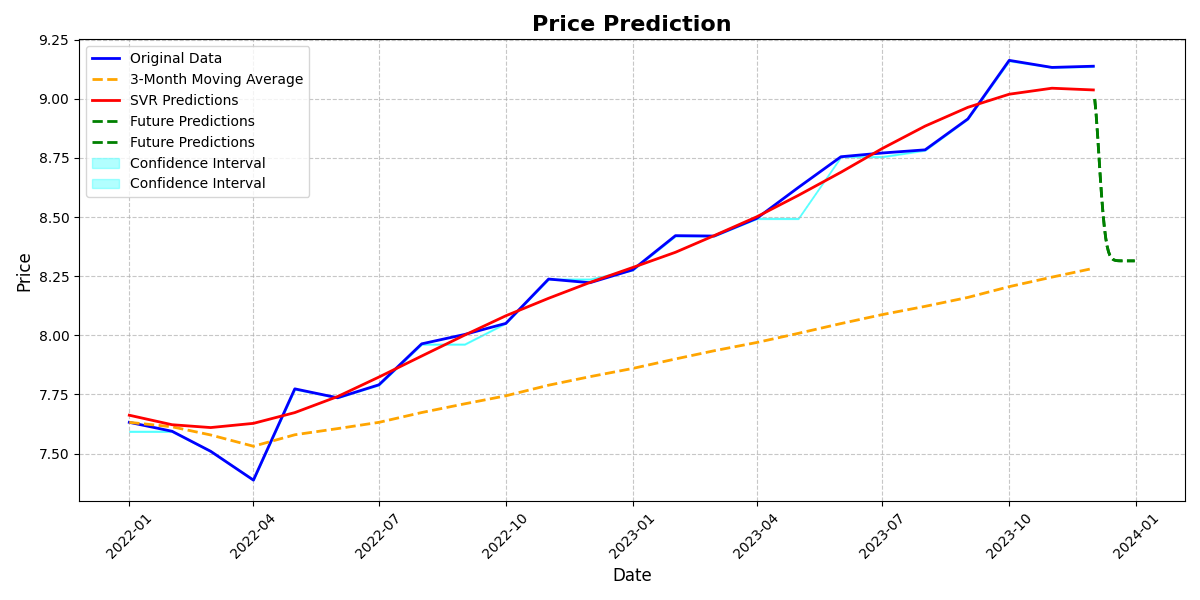 Price Prediction
Original Data
3-Month Moving Average
SVR Predictions
Future Predictions
Future Predictions
Confidence Interval
Confidence Interval
Price
9.25
9.00
8.75
8.50
8.25
8.00
7.75
7.50
2022-01
2022-04
2022-07
2022-10
2023-01
2023-04
2023-07
2023-10
2024-01
Date